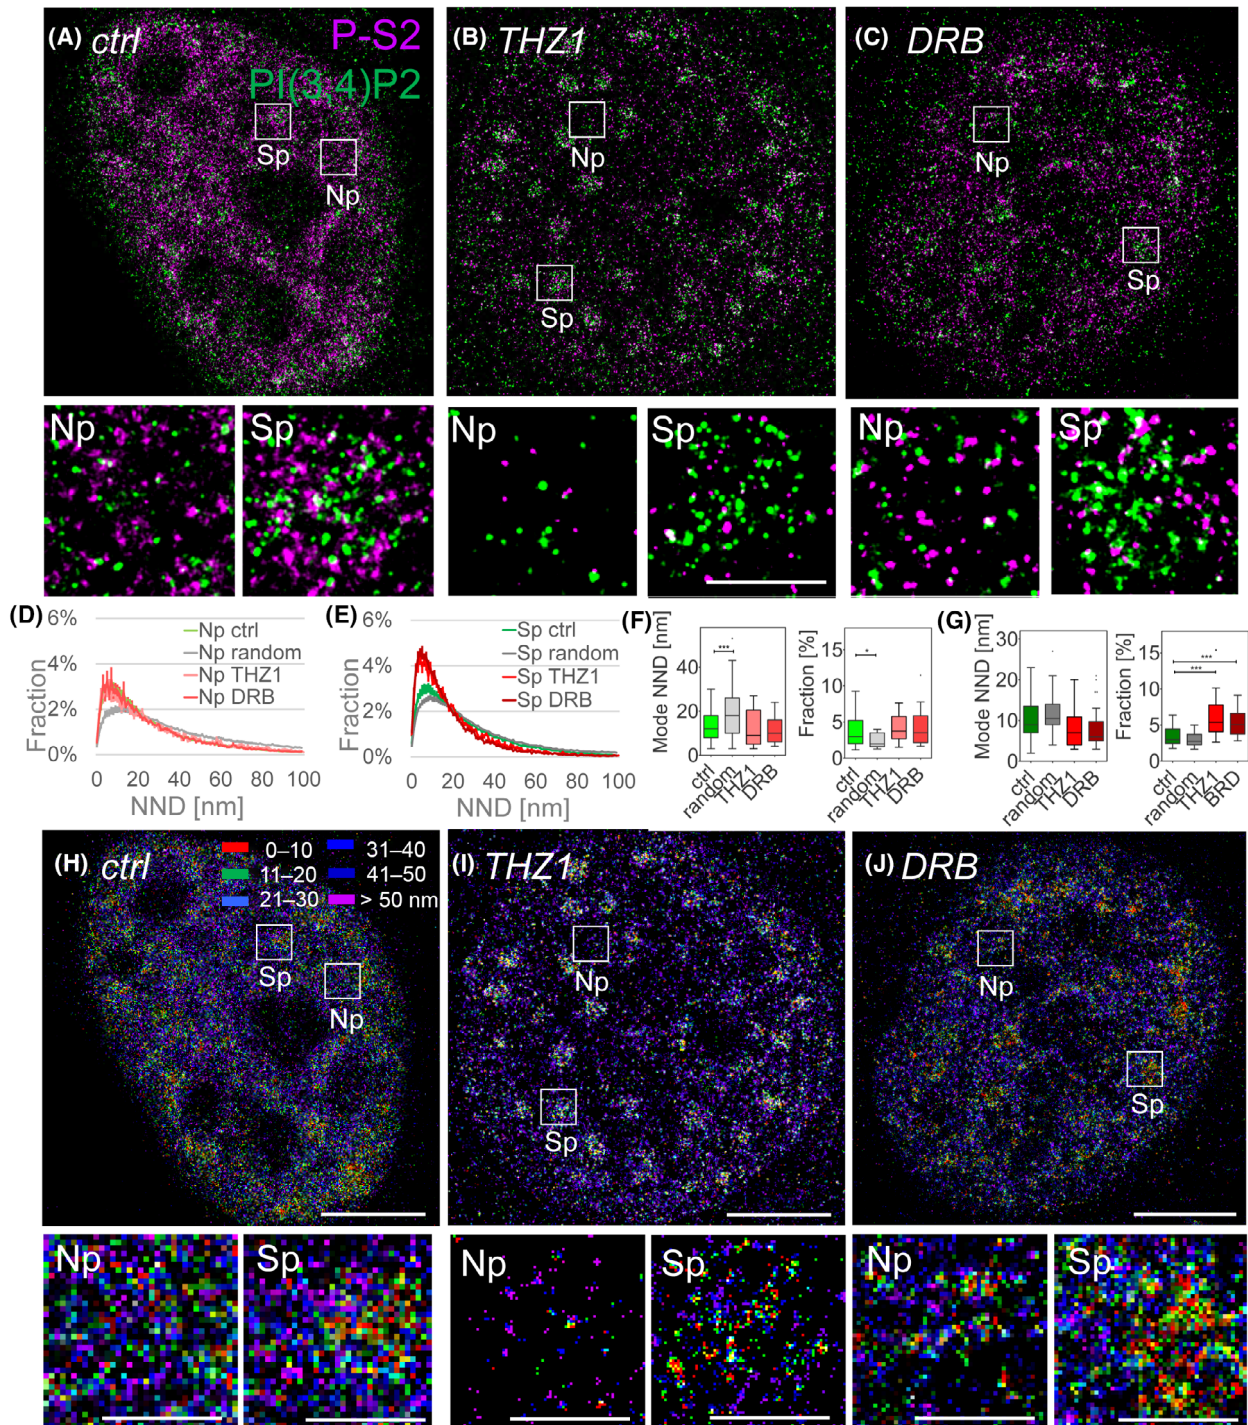 (A) ctrl P-S2
PI(3,4)P2
Sp
Np
(B) THZ1
Np
Sp
(C) DRB
Np
Sp
Np Sp Np Sp Np Sp
(D) 6%
4%
2%
0%
Fraction
Np ctrl
Np random
Np THZ1
Np DRB
0 20 40 60 80 100
NND [nm]
(E) 6%
4%
2%
0%
Fraction
Sp ctrl
Sp random
Sp THZ1
Sp DRB
0 20 40 60 80 100
NND [nm]
(F)
Mode NND [nm]
40
20
0
***
ctrl
random
THZ1
DRB
Fraction [%]
15
10
5
0
*
ctrl
random
THZ1
DRB
(G)
Mode NND [nm]
30
20
10
0
ctrl
random
THZ1
DRB
Fraction [%]
15
10
5
0
***
***
ctrl
random
THZ1
BRD
(H) ctrl
0–10 31–40
11–20 41–50
21–30 > 50 nm
Sp
Np
(I) THZ1
Np
Sp
(J) DRB
Np
Sp
Np Sp Np Sp Np Sp